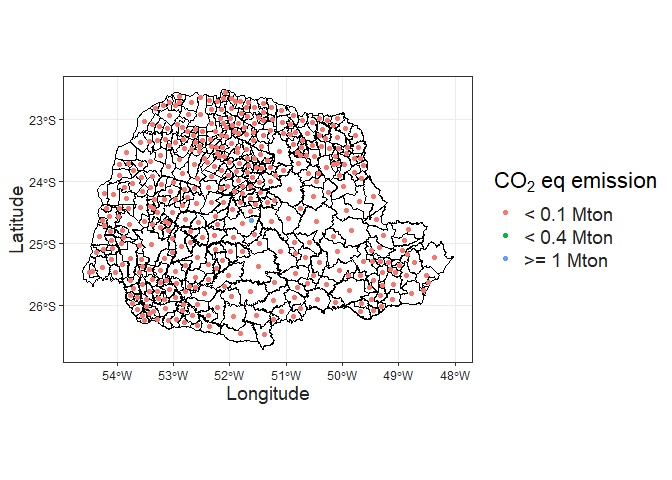 CO₂ eq emission
< 0.1 Mton
< 0.4 Mton
>= 1 Mton
Latitude
23°S
24°S
25°S
26°S
54°W 53°W 52°W 51°W 50°W 49°W 48°W
Longitude